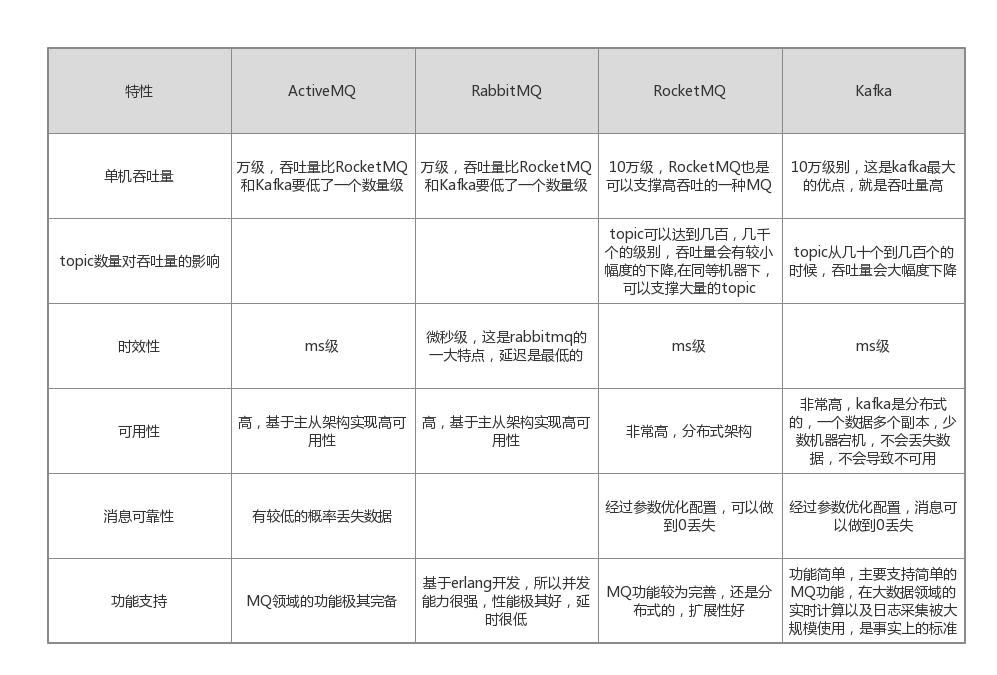 特性
ActiveMQ
RabbitMQ
RocketMQ
Kafka
单机吞吐量
万级，吞吐量比RocketMQ
和Kafka要低了一个数量级
万级，吞吐量比RocketMQ
和Kafka要低了一个数量级
10万级，RocketMQ也是
可以支撑高吞吐的一种MQ
10万级别，这是kafka最大
的优点，就是吞吐量高
topic数量对吞吐量的影响
topic可以达到几百，几千
个的级别，吞吐量会有较小
幅度的下降,在同等机器下，
可以支撑大量的topic
topic从几十个到几百个的
时候，吞吐量会大幅度下降
时效性
ms级
微秒级，这是rabbitmq的
一大特点，延迟是最低的
ms级
ms级
可用性
高，基于主从架构实现高可
用性
高，基于主从架构实现高可
用性
非常高，分布式架构
非常高，kafka是分布式
的，一个数据多个副本，少
数机器宕机，不会丢失数
据，不会导致不可用
消息可靠性
有较低的概率丢失数据
经过参数优化配置，可以做
到0丢失
经过参数优化配置，消息可
以做到0丢失
功能支持
MQ领域的功能极其完备
基于erlang开发，所以并发
能力很强，性能极其好，延
时很低
MQ功能较为完善，还是分
布式的，扩展性好
功能简单，主要支持简单的
MQ功能，在大数据领域的
实时计算以及日志采集被大
规模使用，是事实上的标准